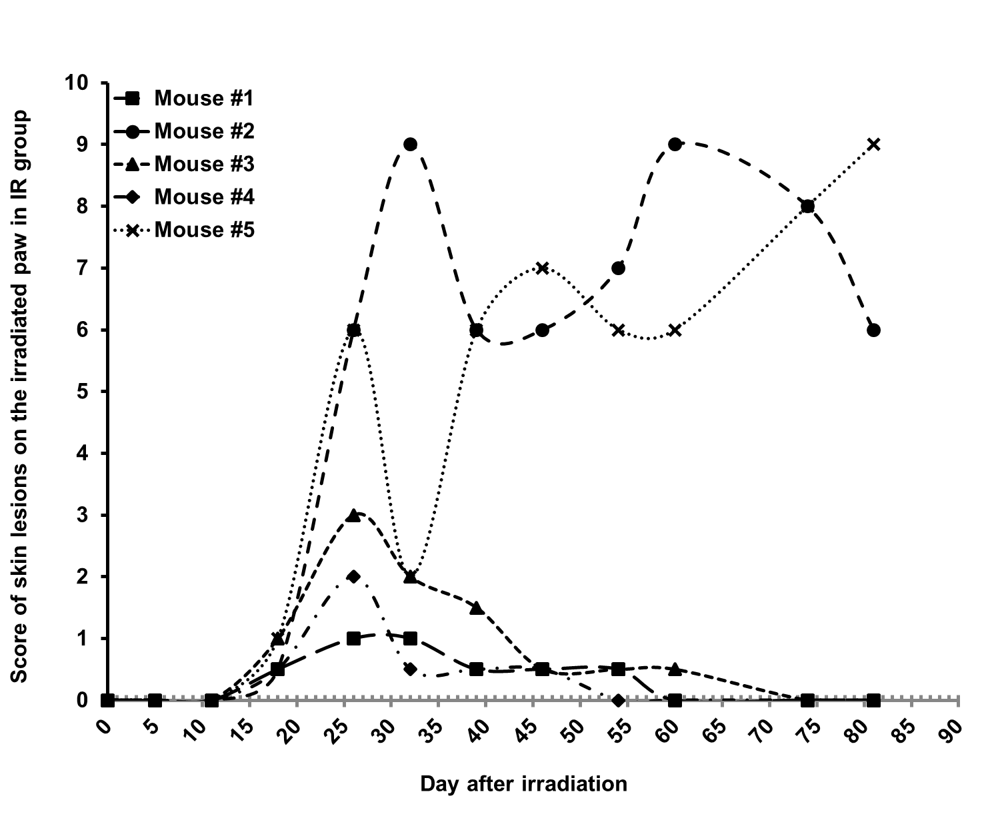 Score of skin lesions on the irradiated paw in IR group
10
9
8
7
6
5
4
3
2
1
0
Mouse #1
Mouse #2
Mouse #3
Mouse #4
Mouse #5
0 5 10 15 20 25 30 35 40 45 50 55 60 65 70 75 80 85 90
Day after irradiation